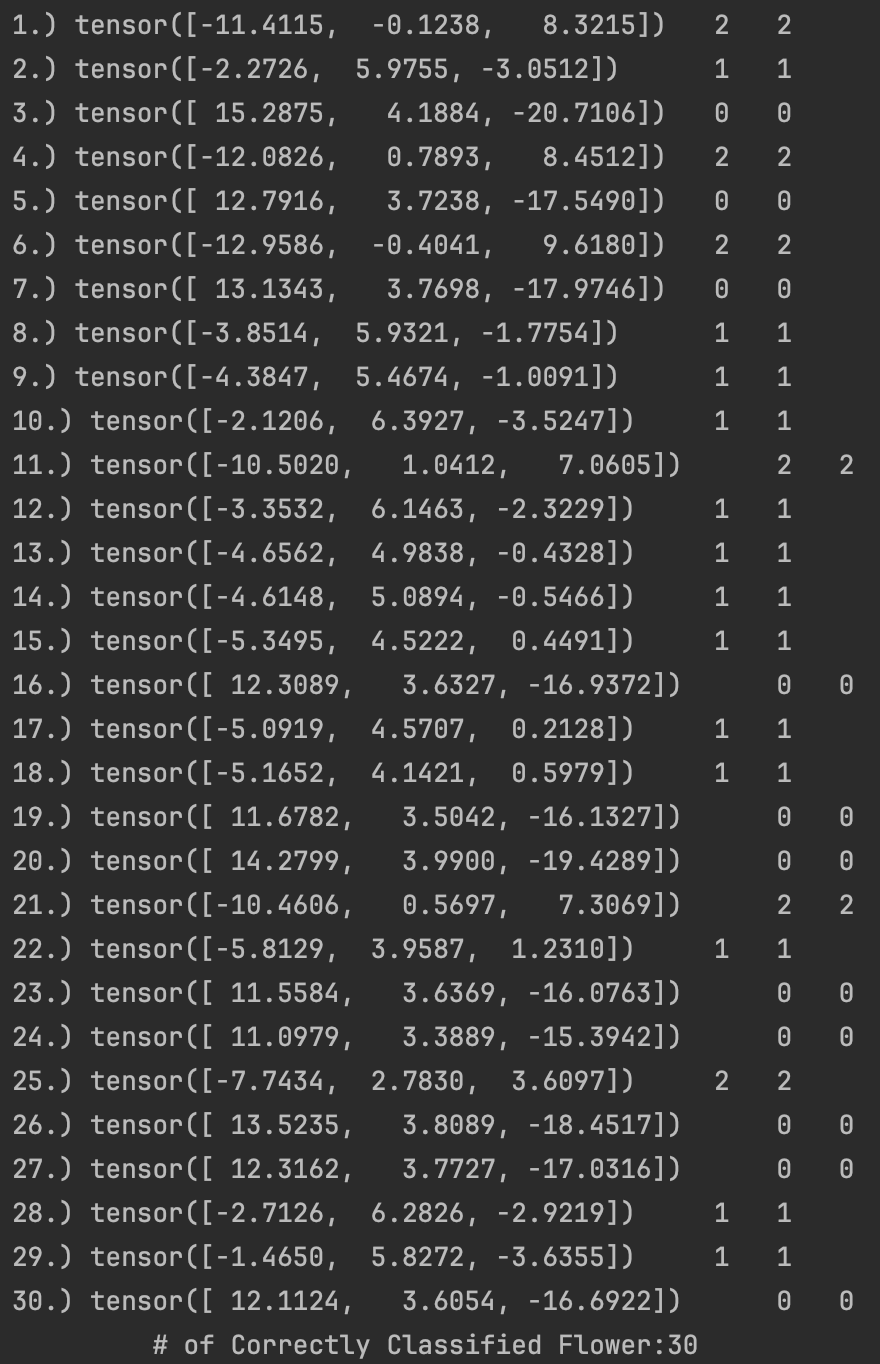 1.) tensor([-11.4115,  -0.1238,   8.3215])   2   2
2.) tensor([-2.2726,  5.9755, -3.0512])      1   1
3.) tensor([ 15.2875,   4.1884, -20.7106])   0   0
4.) tensor([-12.0826,   0.7893,   8.4512])   2   2
5.) tensor([ 12.7916,   3.7238, -17.5490])   0   0
6.) tensor([-12.9586,  -0.4041,   9.6180])   2   2
7.) tensor([ 13.1343,   3.7698, -17.9746])   0   0
8.) tensor([-3.8514,  5.9321, -1.7754])      1   1
9.) tensor([-4.3847,  5.4674, -1.0091])      1   1
10.) tensor([-2.1206,  6.3927, -3.5247])     1   1
11.) tensor([-10.5020,   1.0412,   7.0605])      2   2
12.) tensor([-3.3532,  6.1463, -2.3229])     1   1
13.) tensor([-4.6562,  4.9838, -0.4328])     1   1
14.) tensor([-4.6148,  5.0894, -0.5466])     1   1
15.) tensor([-5.3495,  4.5222,  0.4491])     1   1
16.) tensor([ 12.3089,   3.6327, -16.9372])      0   0
17.) tensor([-5.0919,  4.5707,  0.2128])     1   1
18.) tensor([-5.1652,  4.1421,  0.5979])     1   1
19.) tensor([ 11.6782,   3.5042, -16.1327])      0   0
20.) tensor([ 14.2799,   3.9900, -19.4289])      0   0
21.) tensor([-10.4606,   0.5697,   7.3069])      2   2
22.) tensor([-5.8129,  3.9587,  1.2310])     1   1
23.) tensor([ 11.5584,   3.6369, -16.0763])      0   0
24.) tensor([ 11.0979,   3.3889, -15.3942])      0   0
25.) tensor([-7.7434,  2.7830,  3.6097])     2   2
26.) tensor([ 13.5235,   3.8089, -18.4517])      0   0
27.) tensor([ 12.3162,   3.7727, -17.0316])      0   0
28.) tensor([-2.7126,  6.2826, -2.9219])     1   1
29.) tensor([-1.4650,  5.8272, -3.6355])     1   1
30.) tensor([ 12.1124,   3.6054, -16.6922])      0   0
# of Correctly Classified Flower:30